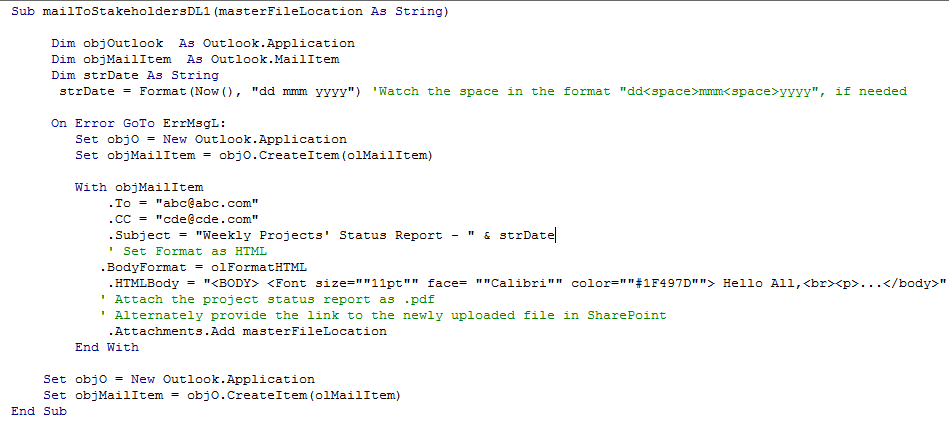 Sub mailToStakeholdersDL1(masterFileLocation As String)
Dim objOutlook  As Outlook.Application
Dim objMailItem  As Outlook.MailItem
Dim strDate As String
strDate = Format(Now(), "dd mmm yyyy") 'Watch the space in the format "dd<space>mmm<space>yyyy", if needed
On Error GoTo ErrMsgL:
Set objO = New Outlook.Application
Set objMailItem = objO.CreateItem(olMailItem)
With objMailItem
.To = "abc@abc.com"
.CC = "cde@cde.com"
.Subject = "Weekly Projects' Status Report - " & strDate
' Set Format as HTML
.BodyFormat = olFormatHTML
.HTMLBody = "<BODY> <Font size=""11pt"" face= ""Calibri"" color=""#1F497D""> Hello All,<br><p>...</body>"
' Attach the project status report as .pdf
' Alternately provide the link to the newly uploaded file in SharePoint
.Attachments.Add masterFileLocation
End With
Set objO = New Outlook.Application
Set objMailItem = objO.CreateItem(olMailItem)
End Sub